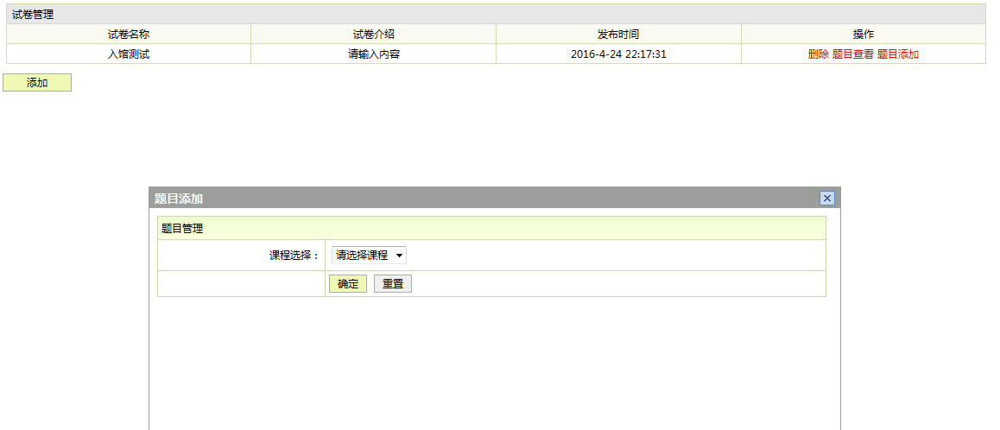 试卷管理
试卷名称 试卷介绍 发布时间 操作
入馆测试 请输入内容 2016-4-24 22:17:31 删除 题目查看 题目添加
添加
题目添加
题目管理
课程选择： 请选择课程
确定 重置